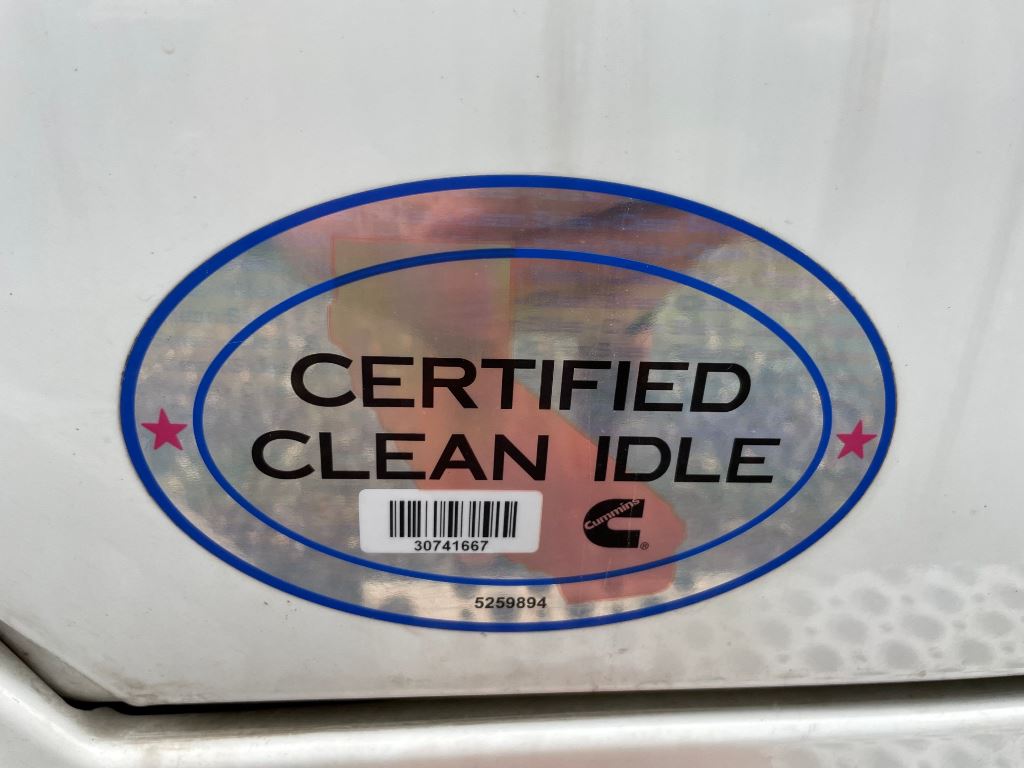 CERTIFIED
CLEAN IDLE
30741667
Cummins
®
5259894